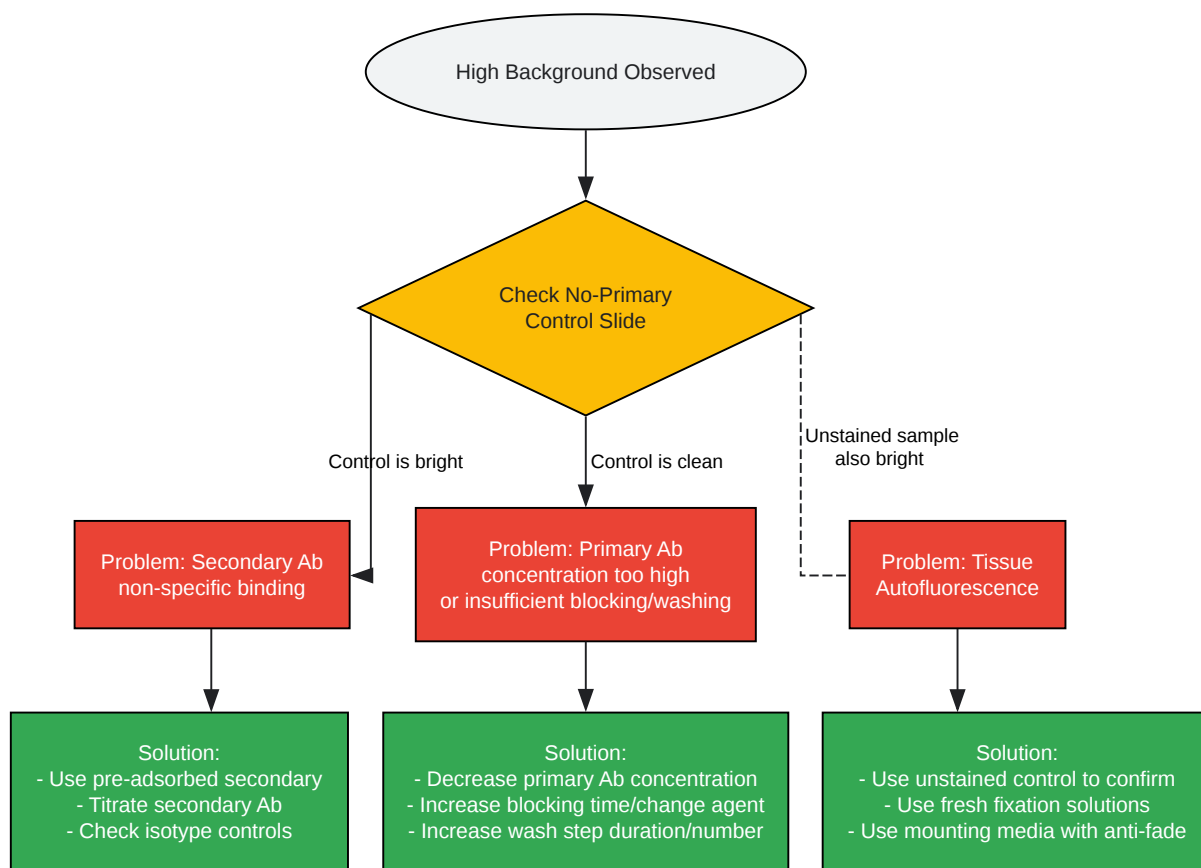 High Background Observed
Check No-Primary
Control Slide
Control is bright
Control is clean
Unstained sample
also bright
Problem: Secondary Ab
non-specific binding
Problem: Primary Ab
concentration too high
or insufficient blocking/washing
Problem: Tissue
Autofluorescence
Solution:
- Use pre-adsorbed secondary
- Titrate secondary Ab
- Check isotype controls
Solution:
- Decrease primary Ab concentration
- Increase blocking time/change agent
- Increase wash step duration/number
Solution:
- Use unstained control to confirm
- Use fresh fixation solutions
- Use mounting media with anti-fade